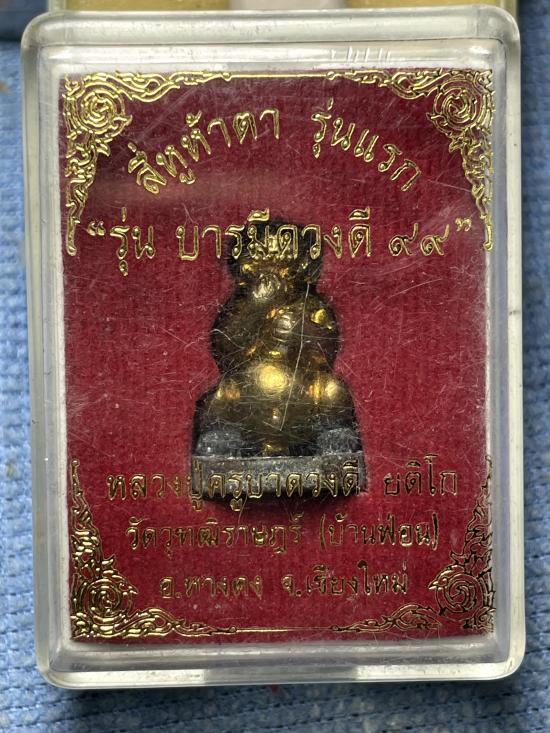 สี่หูห้าตา รุ่นแรก
“รุ่น บารมีดวงดี ๙๙”
หลวงปู่ครูบาดวงดี ยติโก
วัดวุฑฒิราษฎร์ (บ้านฟ่อน)
อ.หางดง จ.เชียงใหม่